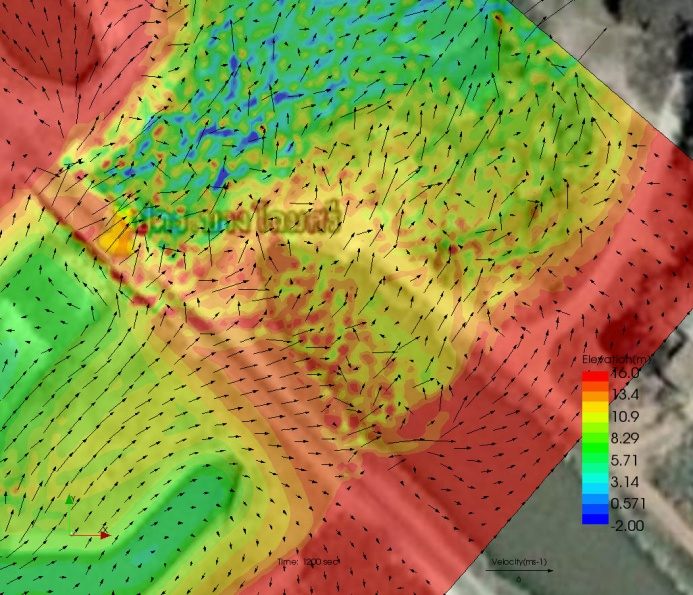 Elevation(m)
16.0
13.4
10.9
8.29
5.71
3.14
0.571
-2.00
Time: 1200 sec
Velocity(ms-1)